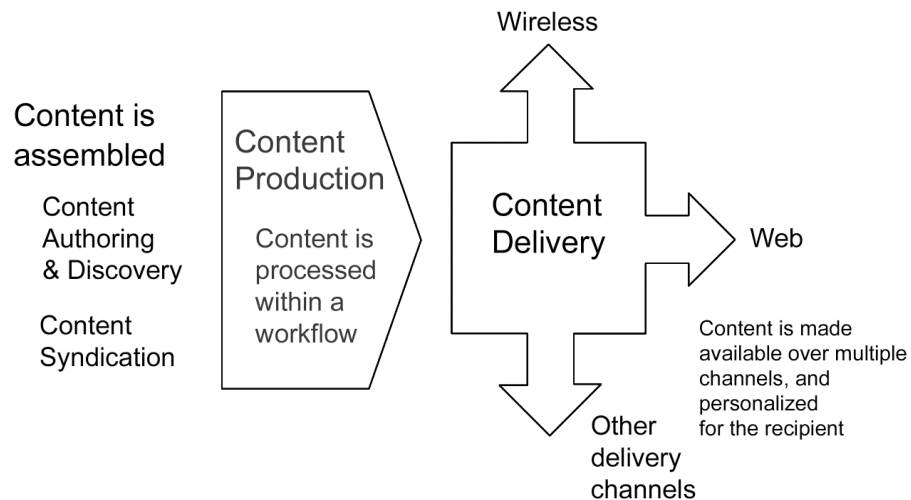 Content is
assembled
Content
Authoring
& Discovery
Content
Syndication
Content
Production
Content is
processed
within a
workflow
Wireless
Content
Delivery
Web
Content is made
available over multiple
channels, and
personalized
for the recipient
Other
delivery
channels